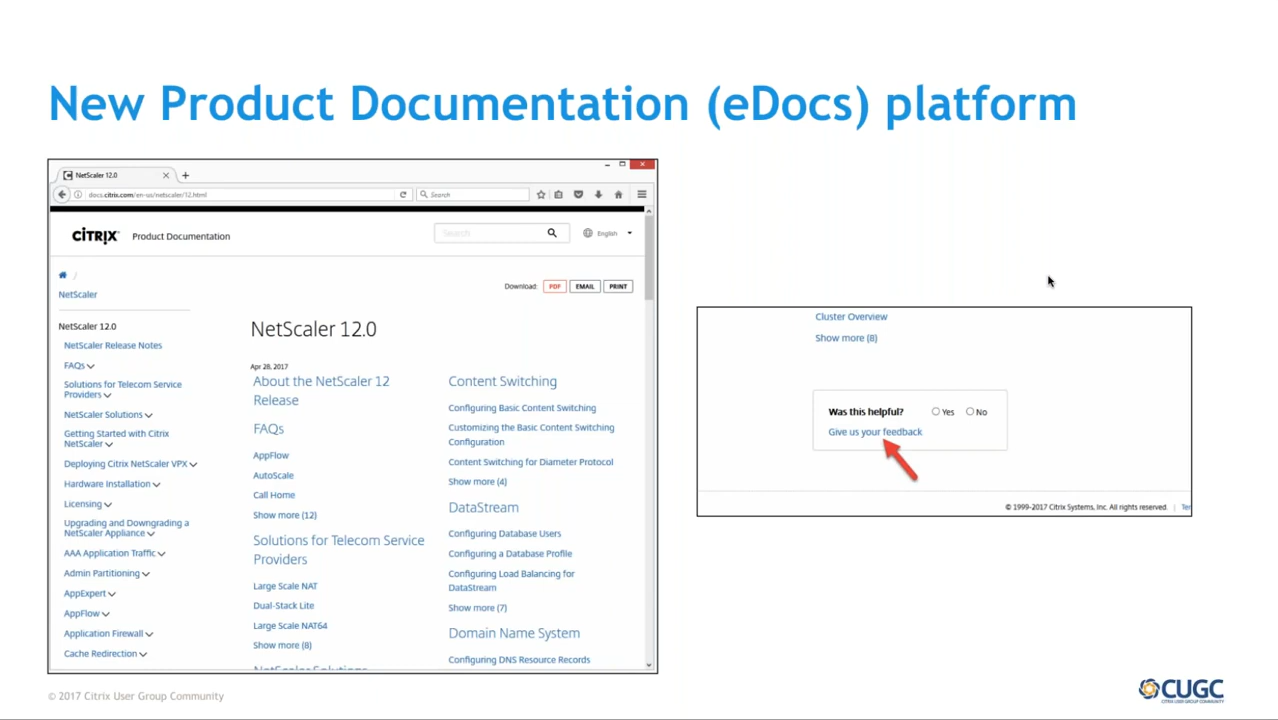 New Product Documentation (eDocs) platform
NetScaler 12.0
docs.citrix.com/en-us/netscaler/12.html
Search
CİTRIX Product Documentation
Search
English
NetScaler
Download: PDF EMAIL PRINT
NetScaler 12.0
NetScaler Release Notes
FAQs
Solutions for Telecom Service
Providers
NetScaler Solutions
Getting Started with Citrix
NetScaler
Deploying Citrix NetScaler VPX
Hardware Installation
Licensing
Upgrading and Downgrading a
NetScaler Appliance
AAA Application Traffic
Admin Partitioning
AppExpert
AppFlow
Application Firewall
Cache Redirection
NetScaler 12.0
Apr 28, 2017
About the NetScaler 12
Release
FAQs
AppFlow
AutoScale
Call Home
Show more (12)
Solutions for Telecom Service
Providers
Large Scale NAT
Dual-Stack Lite
Large Scale NAT64
Show more (8)
NetScaler Solutions
Content Switching
Configuring Basic Content Switching
Customizing the Basic Content Switching
Configuration
Content Switching for Diameter Protocol
Show more (4)
DataStream
Configuring Database Users
Configuring a Database Profile
Configuring Load Balancing for
DataStream
Show more (7)
Domain Name System
Configuring DNS Resource Records
Cluster Overview
Show more (8)
Was this helpful? Yes No
Give us your feedback
© 1999-2017 Citrix Systems, Inc. All rights reserved. | Ter
© 2017 Citrix User Group Community
CUGC
CITRIX USER GROUP COMMUNITY